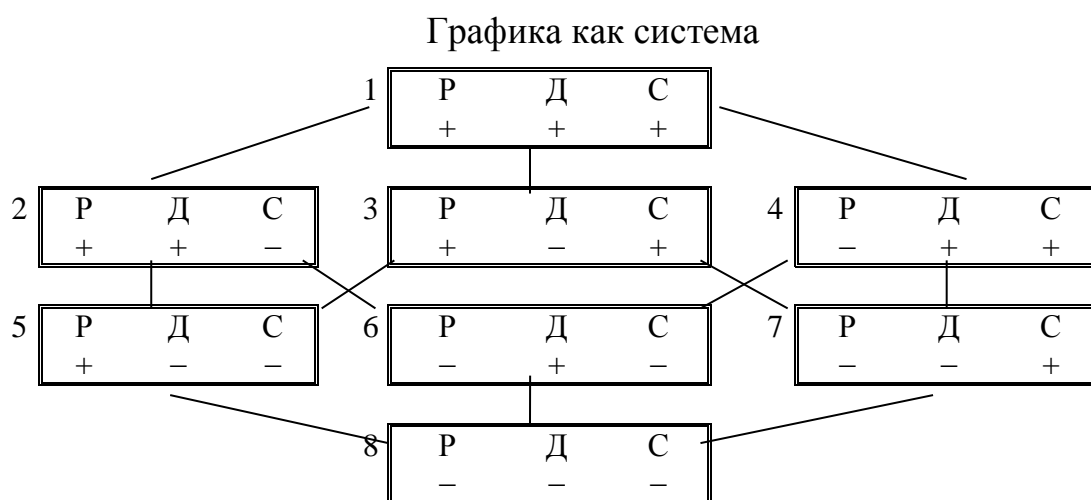 Графика как система
1 Р Д С
+ + +
2 Р Д С 3 Р Д С 4 Р Д С
+ + − + − + − + +
5 Р Д С 6 Р Д С 7 Р Д С
+ − − − + − − − +
8 Р Д С
− − −